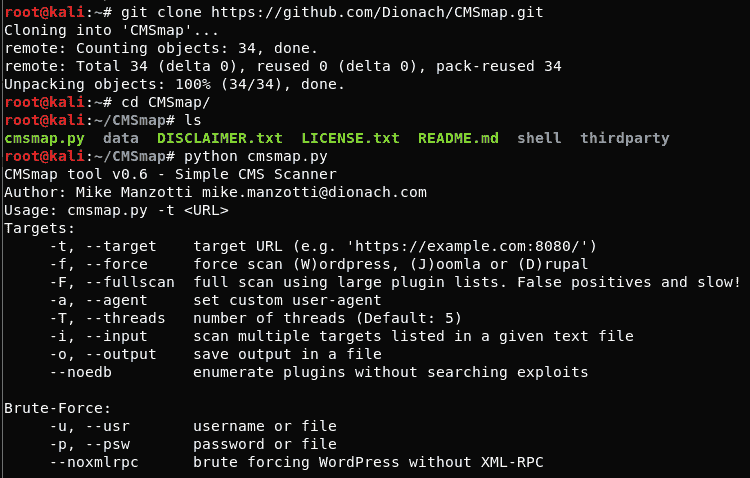 root@kali:~# git clone https://github.com/Dionach/CMSmap.git
Cloning into 'CMSmap'...
remote: Counting objects: 34, done.
remote: Total 34 (delta 0), reused 0 (delta 0), pack-reused 34
Unpacking objects: 100% (34/34), done.
root@kali:~# cd CMSmap/
root@kali:~/CMSmap# ls
cmsmap.py  data  DISCLAIMER.txt  LICENSE.txt  README.md  shell  thirdparty
root@kali:~/CMSmap# python cmsmap.py
CMSmap tool v0.6 - Simple CMS Scanner
Author: Mike Manzotti mike.manzotti@dionach.com
Usage: cmsmap.py -t <URL>
Targets:
     -t, --target    target URL (e.g. 'https://example.com:8080/')
     -f, --force     force scan (W)ordpress, (J)oomla or (D)rupal
     -F, --fullscan  full scan using large plugin lists. False positives and slow!
     -a, --agent     set custom user-agent
     -T, --threads   number of threads (Default: 5)
     -i, --input     scan multiple targets listed in a given text file
     -o, --output    save output in a file
     --noedb         enumerate plugins without searching exploits

Brute-Force:
     -u, --usr       username or file
     -p, --psw       password or file
     --noxmlrpc      brute forcing WordPress without XML-RPC